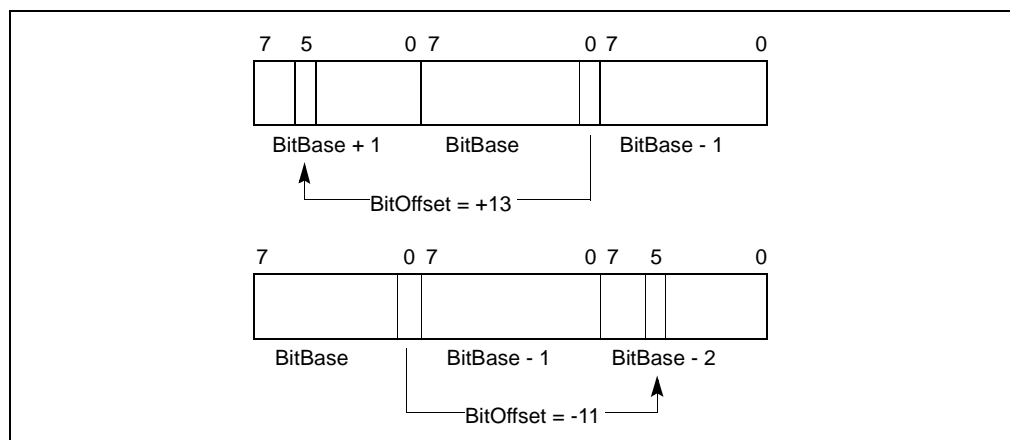 7 5 0 7 0 7 0
BitBase + 1 BitBase BitBase - 1
BitOffset = +13
7 0 7 0 7 5 0
BitBase BitBase - 1 BitBase - 2
BitOffset = -11